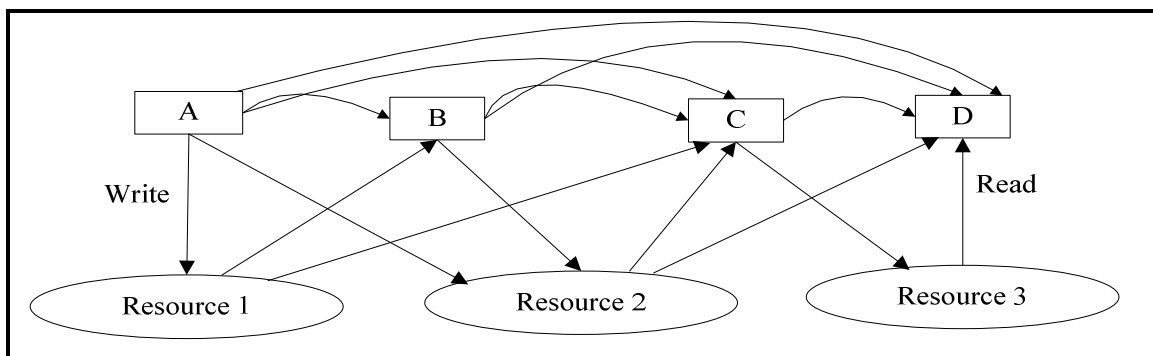 A
B
C
D
Write
Read
Resource 1
Resource 2
Resource 3